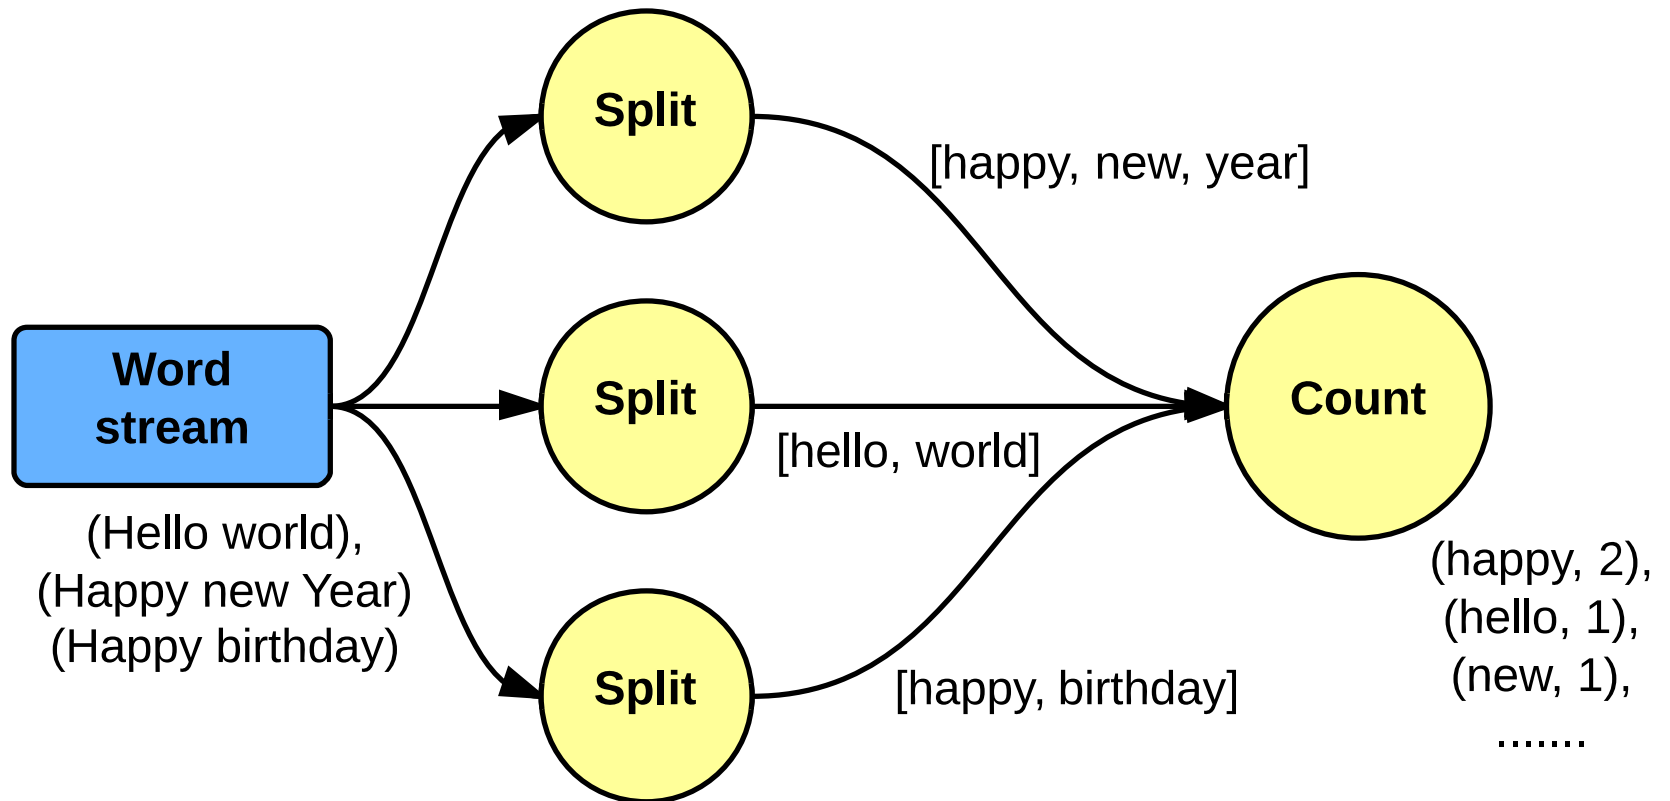 Split
[happy, new, year]
Word
stream
Split
Count
[hello, world]
(Hello world),
(Happy new Year)
(Happy birthday)
Split
[happy, birthday]
(happy, 2),
(hello, 1),
(new, 1),
.......